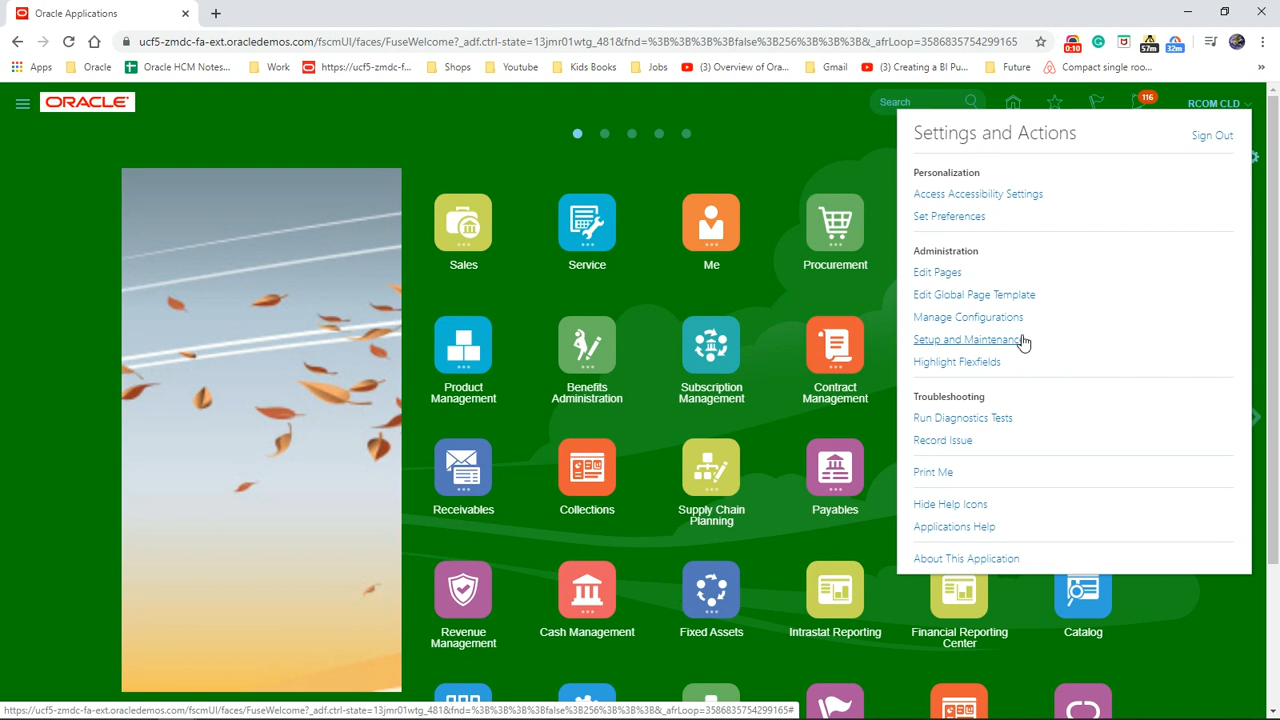 Oracle Applications
ucf5-zmdc-fa-ext.oracledemos.com/fscmUI/faces/FuseWelcome?_adf.ctrl-state=13jmr01wtg_481&fnd=%3B%3B%3B%3Bfalse%3B256%3B%3B%3B&_afrLoop=3586835754299165
0:10
57m
32m
Apps
Oracle
Oracle HCM Notes...
Work
https://ucf5-zmdc-f...
Shop
Youtube
Kids Books
Jobs
(3) Overview of Ora...
Gmail
(3) Creating a BI Pu...
Future
Compact single roo...
ORACLE
Search
116
RCOM CLD
Settings and Actions
Sign Out
Personalization
Access Accessibility Settings
Set Preferences
Administration
Edit Pages
Edit Global Page Template
Manage Configurations
Setup and Maintenance
Highlight Flexfields
Troubleshooting
Run Diagnostics Tests
Record Issue
Print Me
Hide Help Icons
Applications Help
About This Application
Sales
Service
Me
Procurement
Product
Management
Benefits
Administration
Subscription
Management
Contract
Management
Receivables
Collections
Supply Chain
Planning
Payables
Revenue
Management
Cash Management
Fixed Assets
Intrastat Reporting
Financial Reporting
Center
Catalog
https://ucf5-zmdc-fa-ext.oracledemos.com/fscmUI/faces/FuseWelcome?_adf.ctrl-state=13jmr01wtg_481&fnd=%3B%3B%3B%3Bfalse%3B256%3B%3B%3B&_afrLoop=3586835754299165#